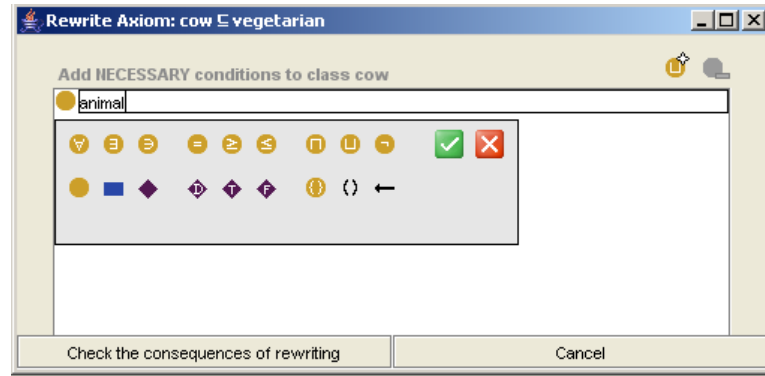 Rewrite Axiom: cow ⊑ vegetarian
Add NECESSARY conditions to class cow
animal
∀ ∃ ∋ = ≥ ≤ ⊓ ⊔ ¬
D T F {} () ←
Check the consequences of rewriting Cancel